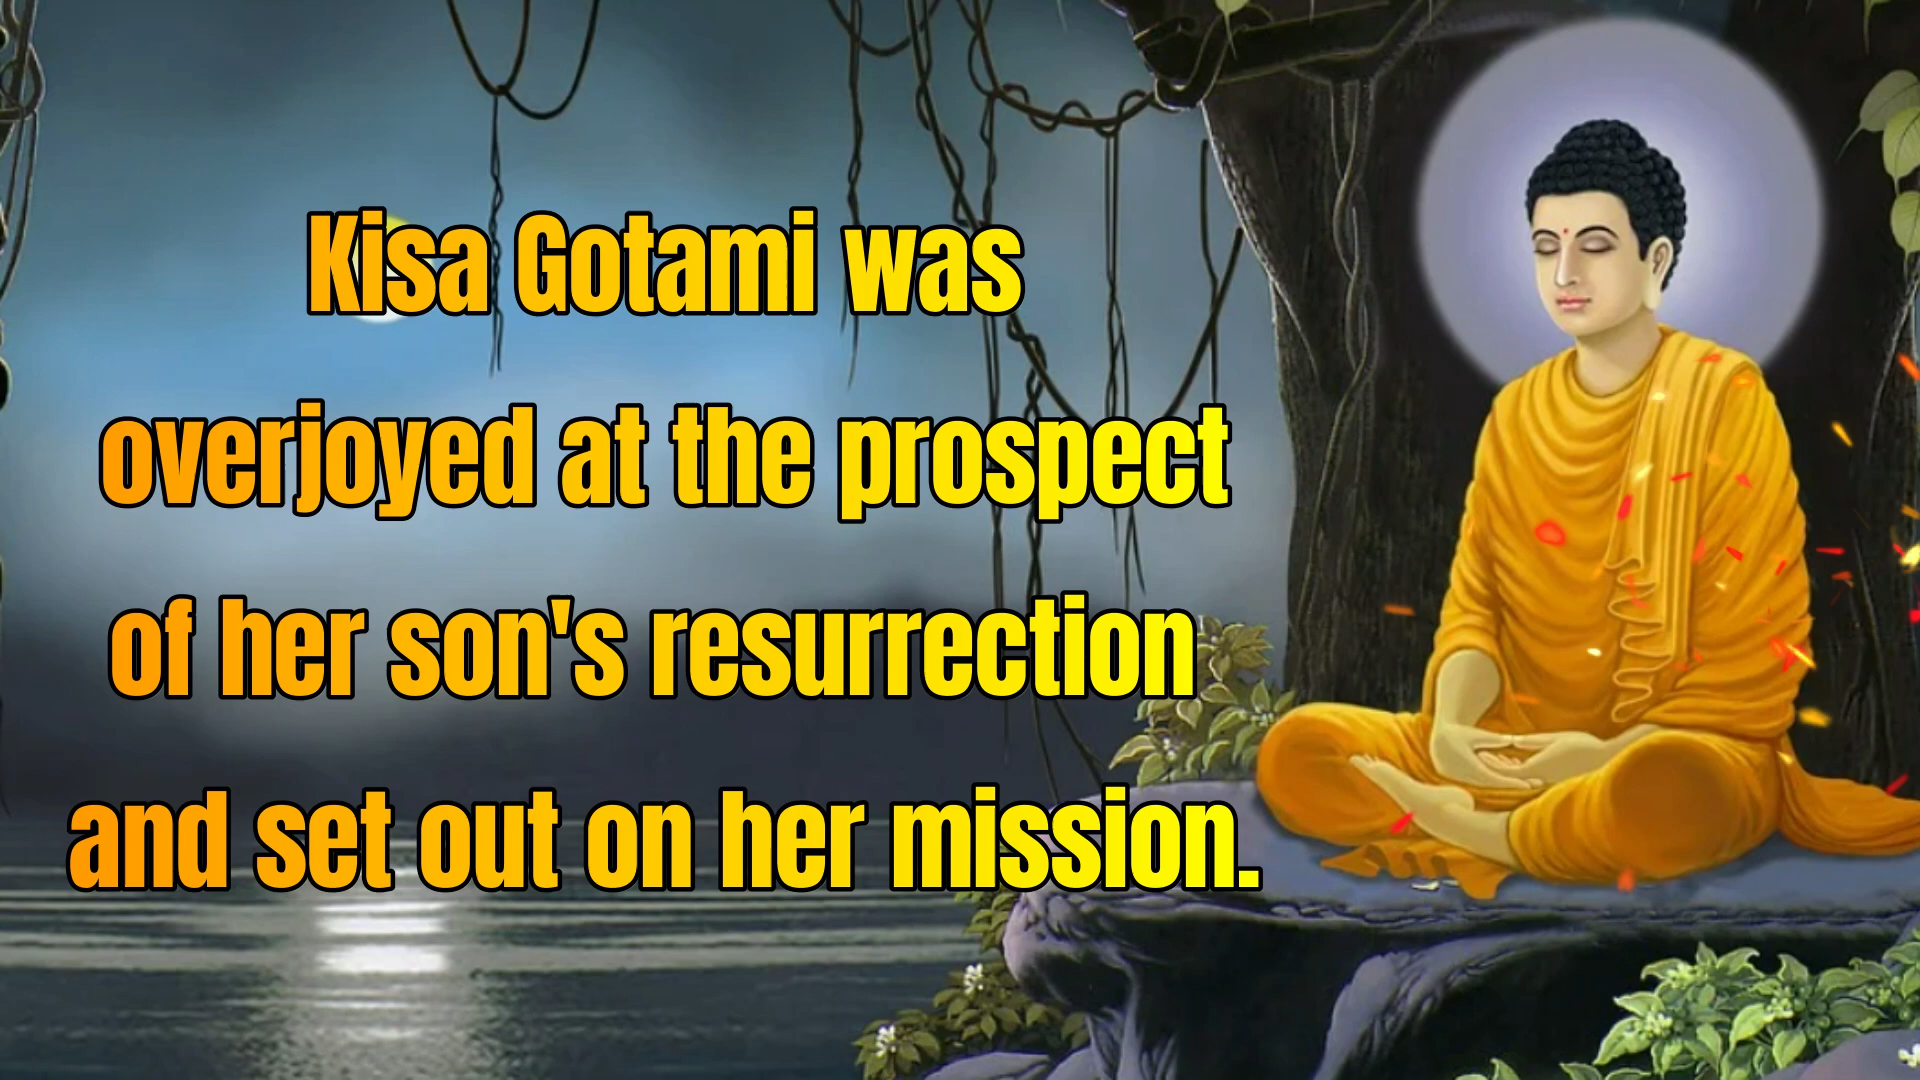 Kisa Gotami was
overjoyed at the prospect
of her son's resurrection
and set out on her mission.